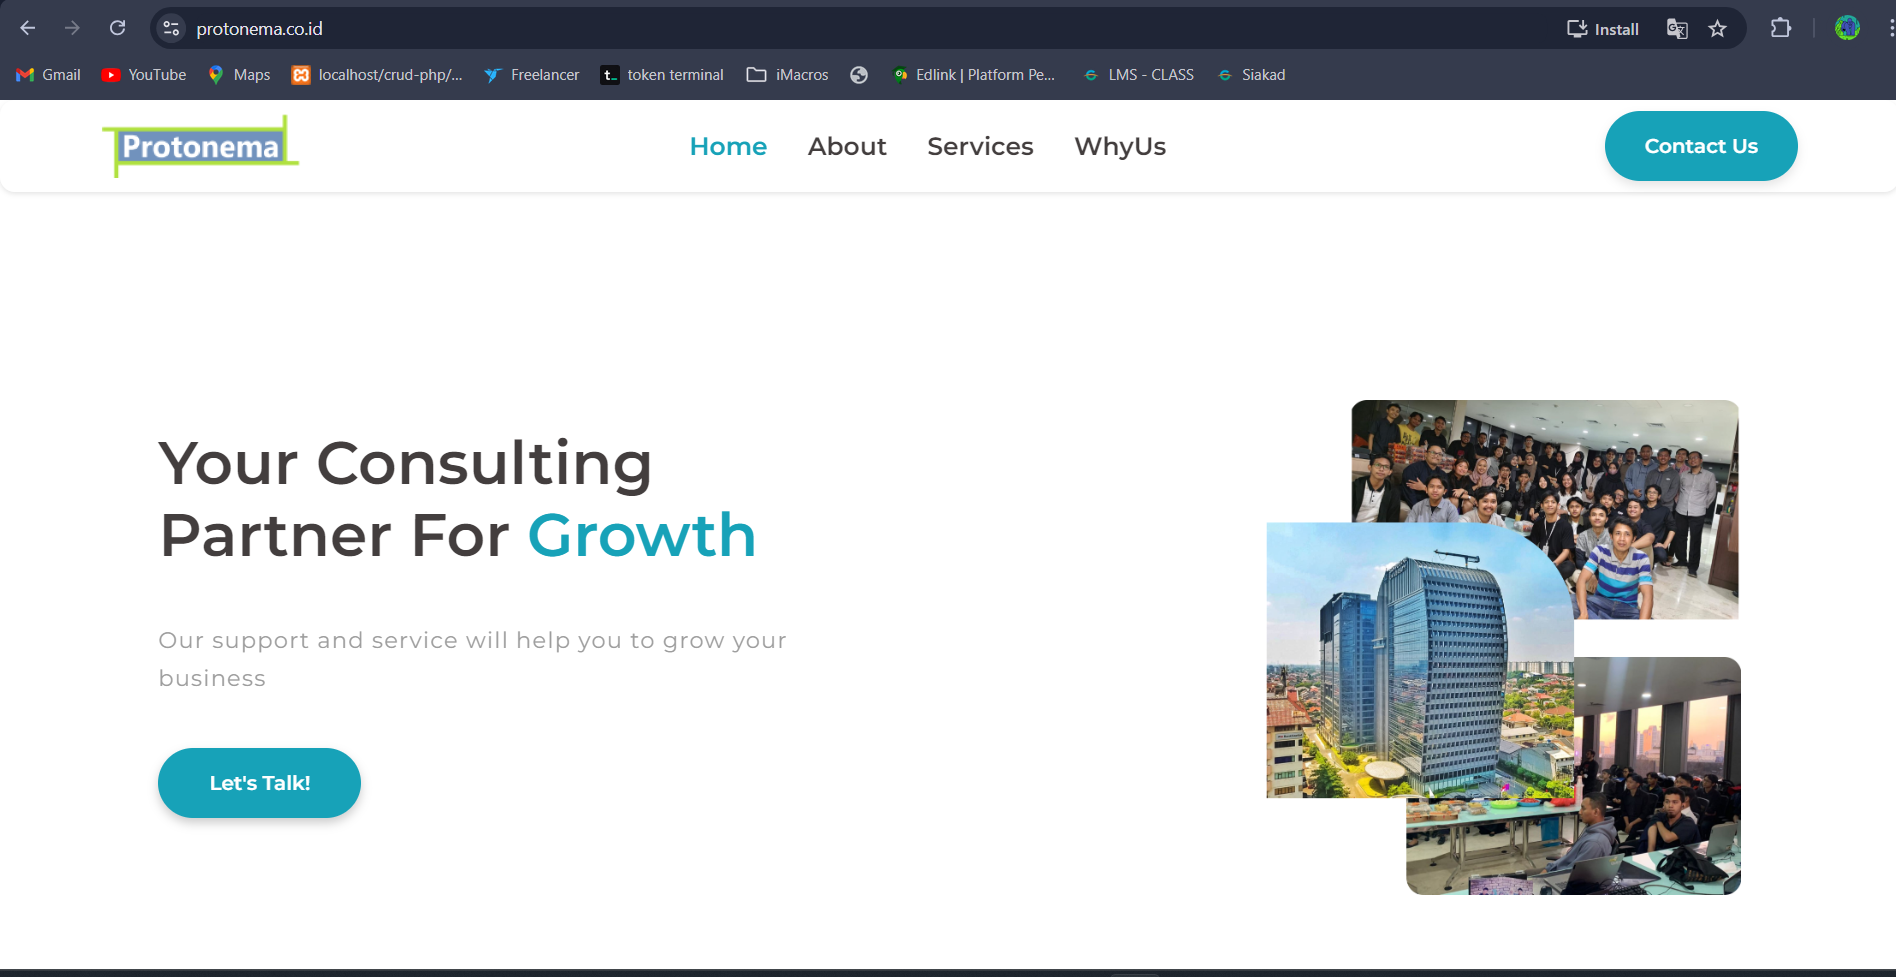 protonema.co.id
Install
Gmail
YouTube
Maps
localhost/crud-php/...
Freelancer
t_
token terminal
iMacros
Edlink | Platform Pe...
LMS - CLASS
Siakad
Protonema
Home
About
Services
WhyUs
Contact Us
Your Consulting
Partner For Growth
Our support and service will help you to grow your
business
Let's Talk!